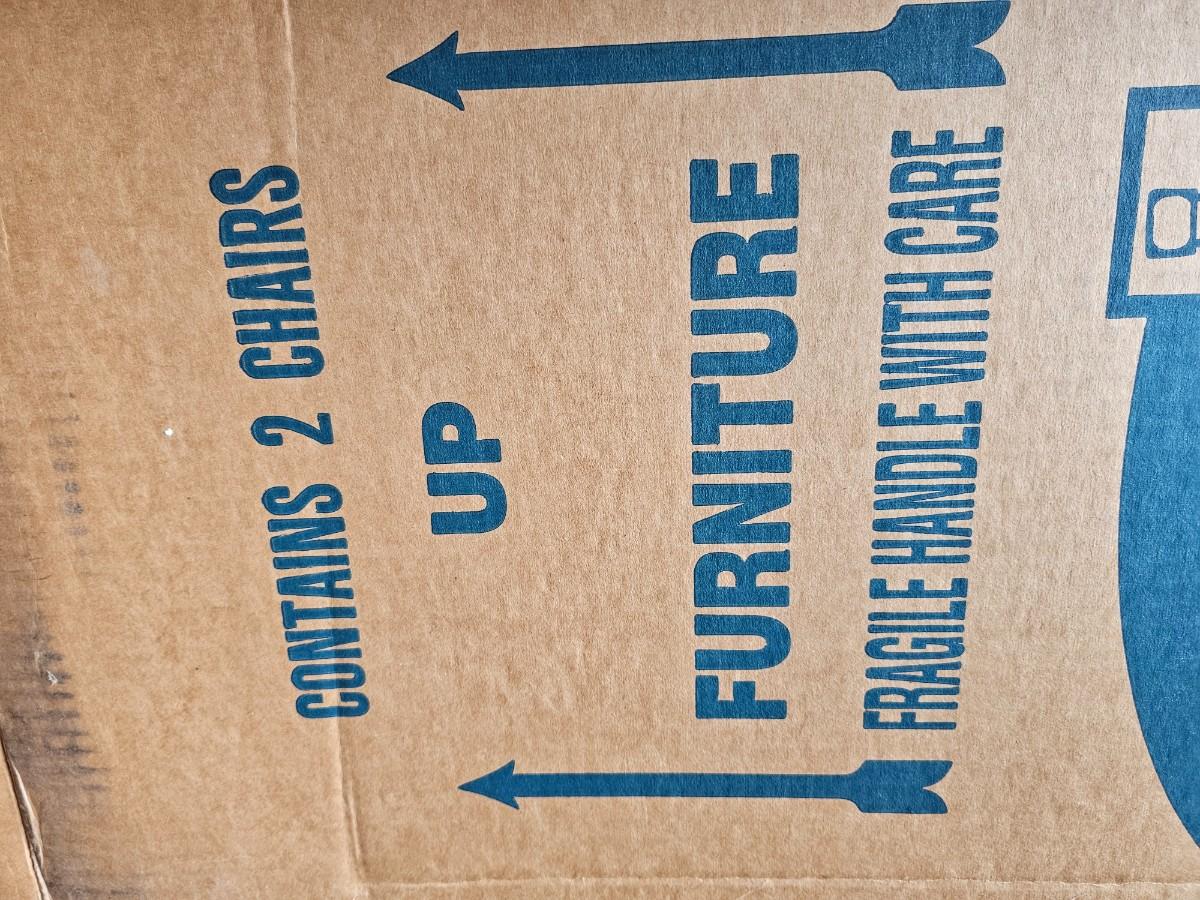 CONTAINS 2 CHAIRS
UP
FURNITURE
FRAGILE HANDLE WITH CARE